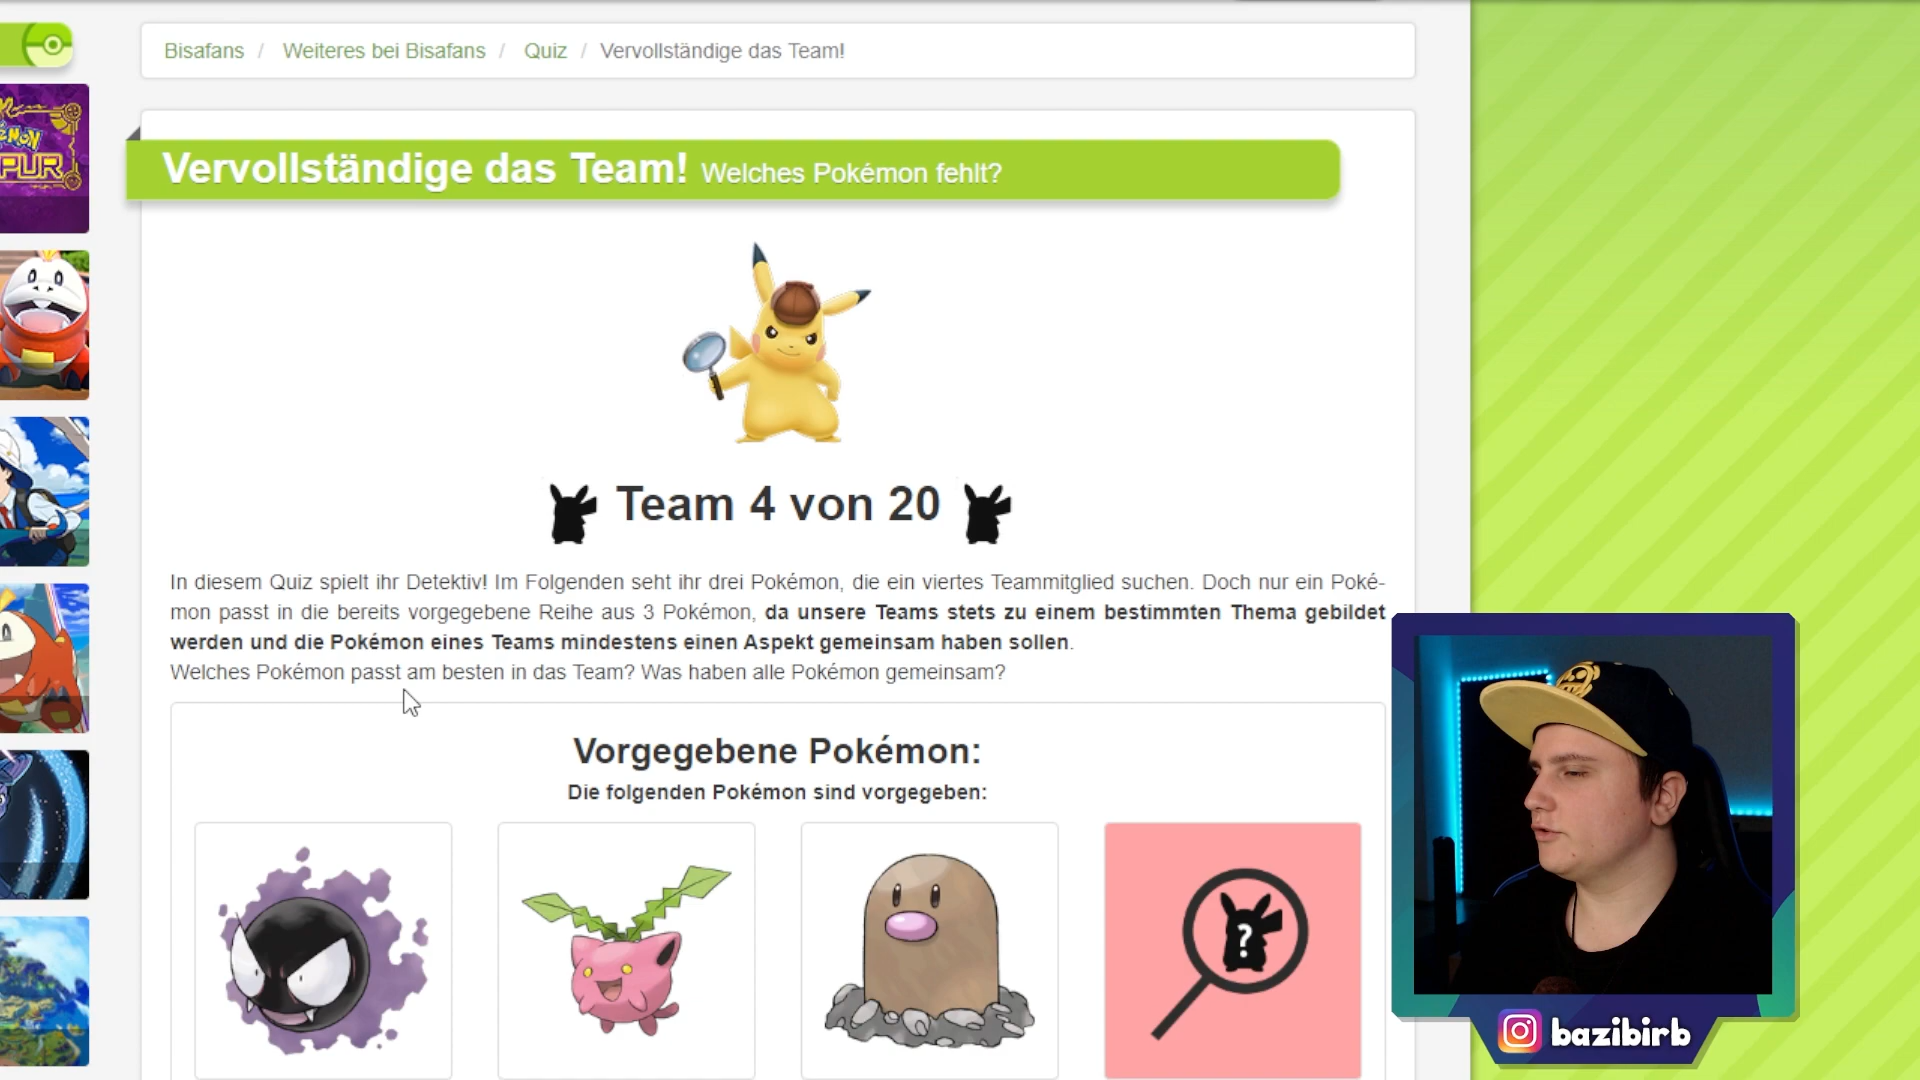 Bisafans / Weiteres bei Bisafans / Quiz / Vervollständige das Team!
Vervollständige das Team! Welches Pokémon fehlt?
PUR
Team 4 von 20
In diesem Quiz spielt ihr Detektiv! Im Folgenden seht ihr drei Pokémon, die ein viertes Teammitglied suchen. Doch nur ein Poké-
mon passt in die bereits vorgegebene Reihe aus 3 Pokémon, da unsere Teams stets zu einem bestimmten Thema gebildet
werden und die Pokémon eines Teams mindestens einen Aspekt gemeinsam haben sollen.
Welches Pokémon passt am besten in das Team? Was haben alle Pokémon gemeinsam?
Vorgegebene Pokémon:
Die folgenden Pokémon sind vorgegeben:
?
bazibirb